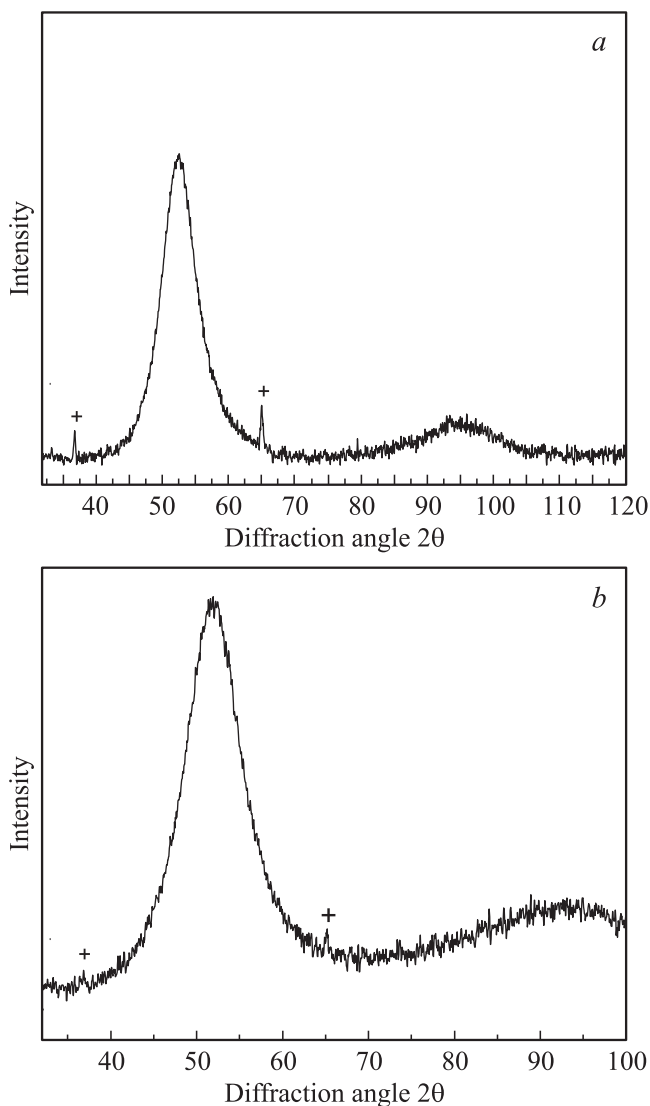 a
Intensity
+
+
40 50 60 70 80 90 100 110 120
Diffraction angle 2θ
b
Intensity
+
+
40 50 60 70 80 90 100
Diffraction angle 2θ